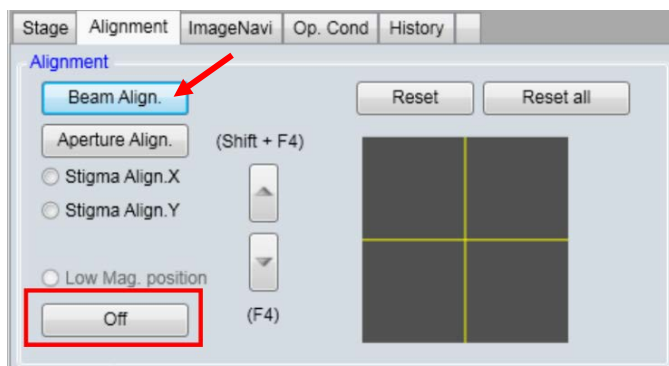 Stage Alignment ImageNavi Op. Cond History
Alignment
Beam Align. Reset Reset all
Aperture Align. (Shift + F4)
Stigma Align.X
Stigma Align.Y
Low Mag. position
Off (F4)